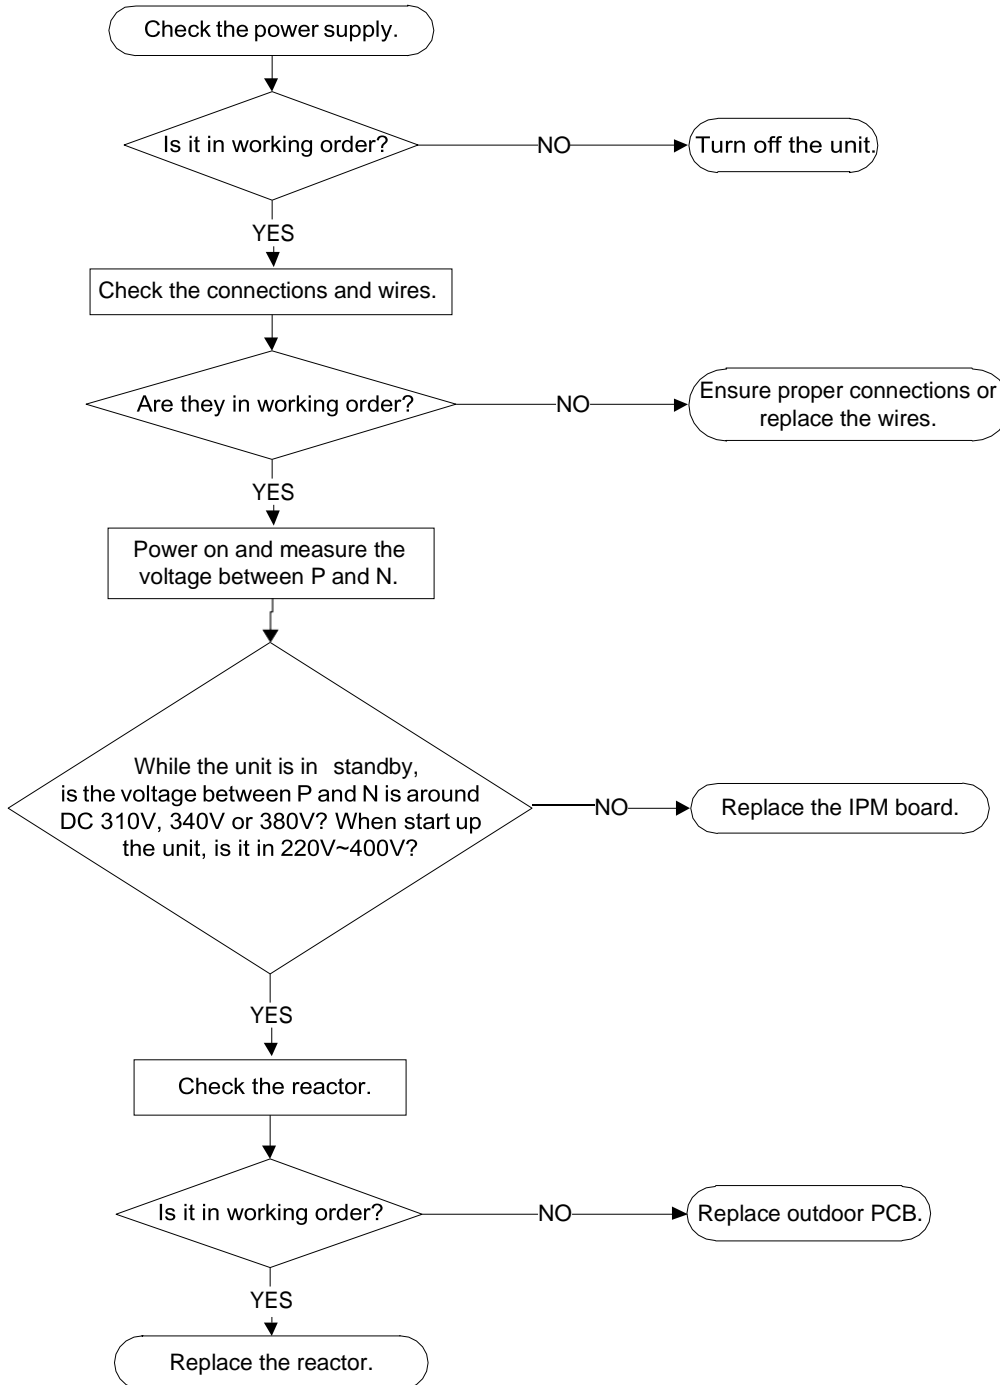 Check the power supply.
Is it in working order?
NO
Turn off the unit.
YES
Check the connections and wires.
Are they in working order?
NO
Ensure proper connections or
replace the wires.
YES
Power on and measure the
voltage between P and N.
While the unit is in standby,
is the voltage between P and N is around
DC 310V, 340V or 380V? When start up
the unit, is it in 220V~400V?
NO
Replace the IPM board.
YES
Check the reactor.
Is it in working order?
NO
Replace outdoor PCB.
YES
Replace the reactor.